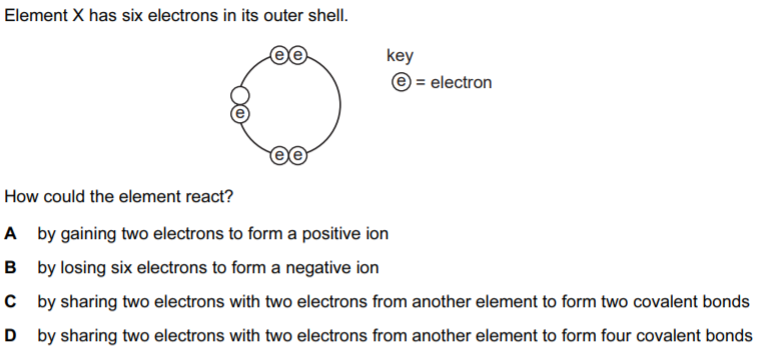 Element X has six electrons in its outer shell.
e e
key
e = electron
e
e e
How could the element react?
A by gaining two electrons to form a positive ion
B by losing six electrons to form a negative ion
C by sharing two electrons with two electrons from another element to form two covalent bonds
D by sharing two electrons with two electrons from another element to form four covalent bonds